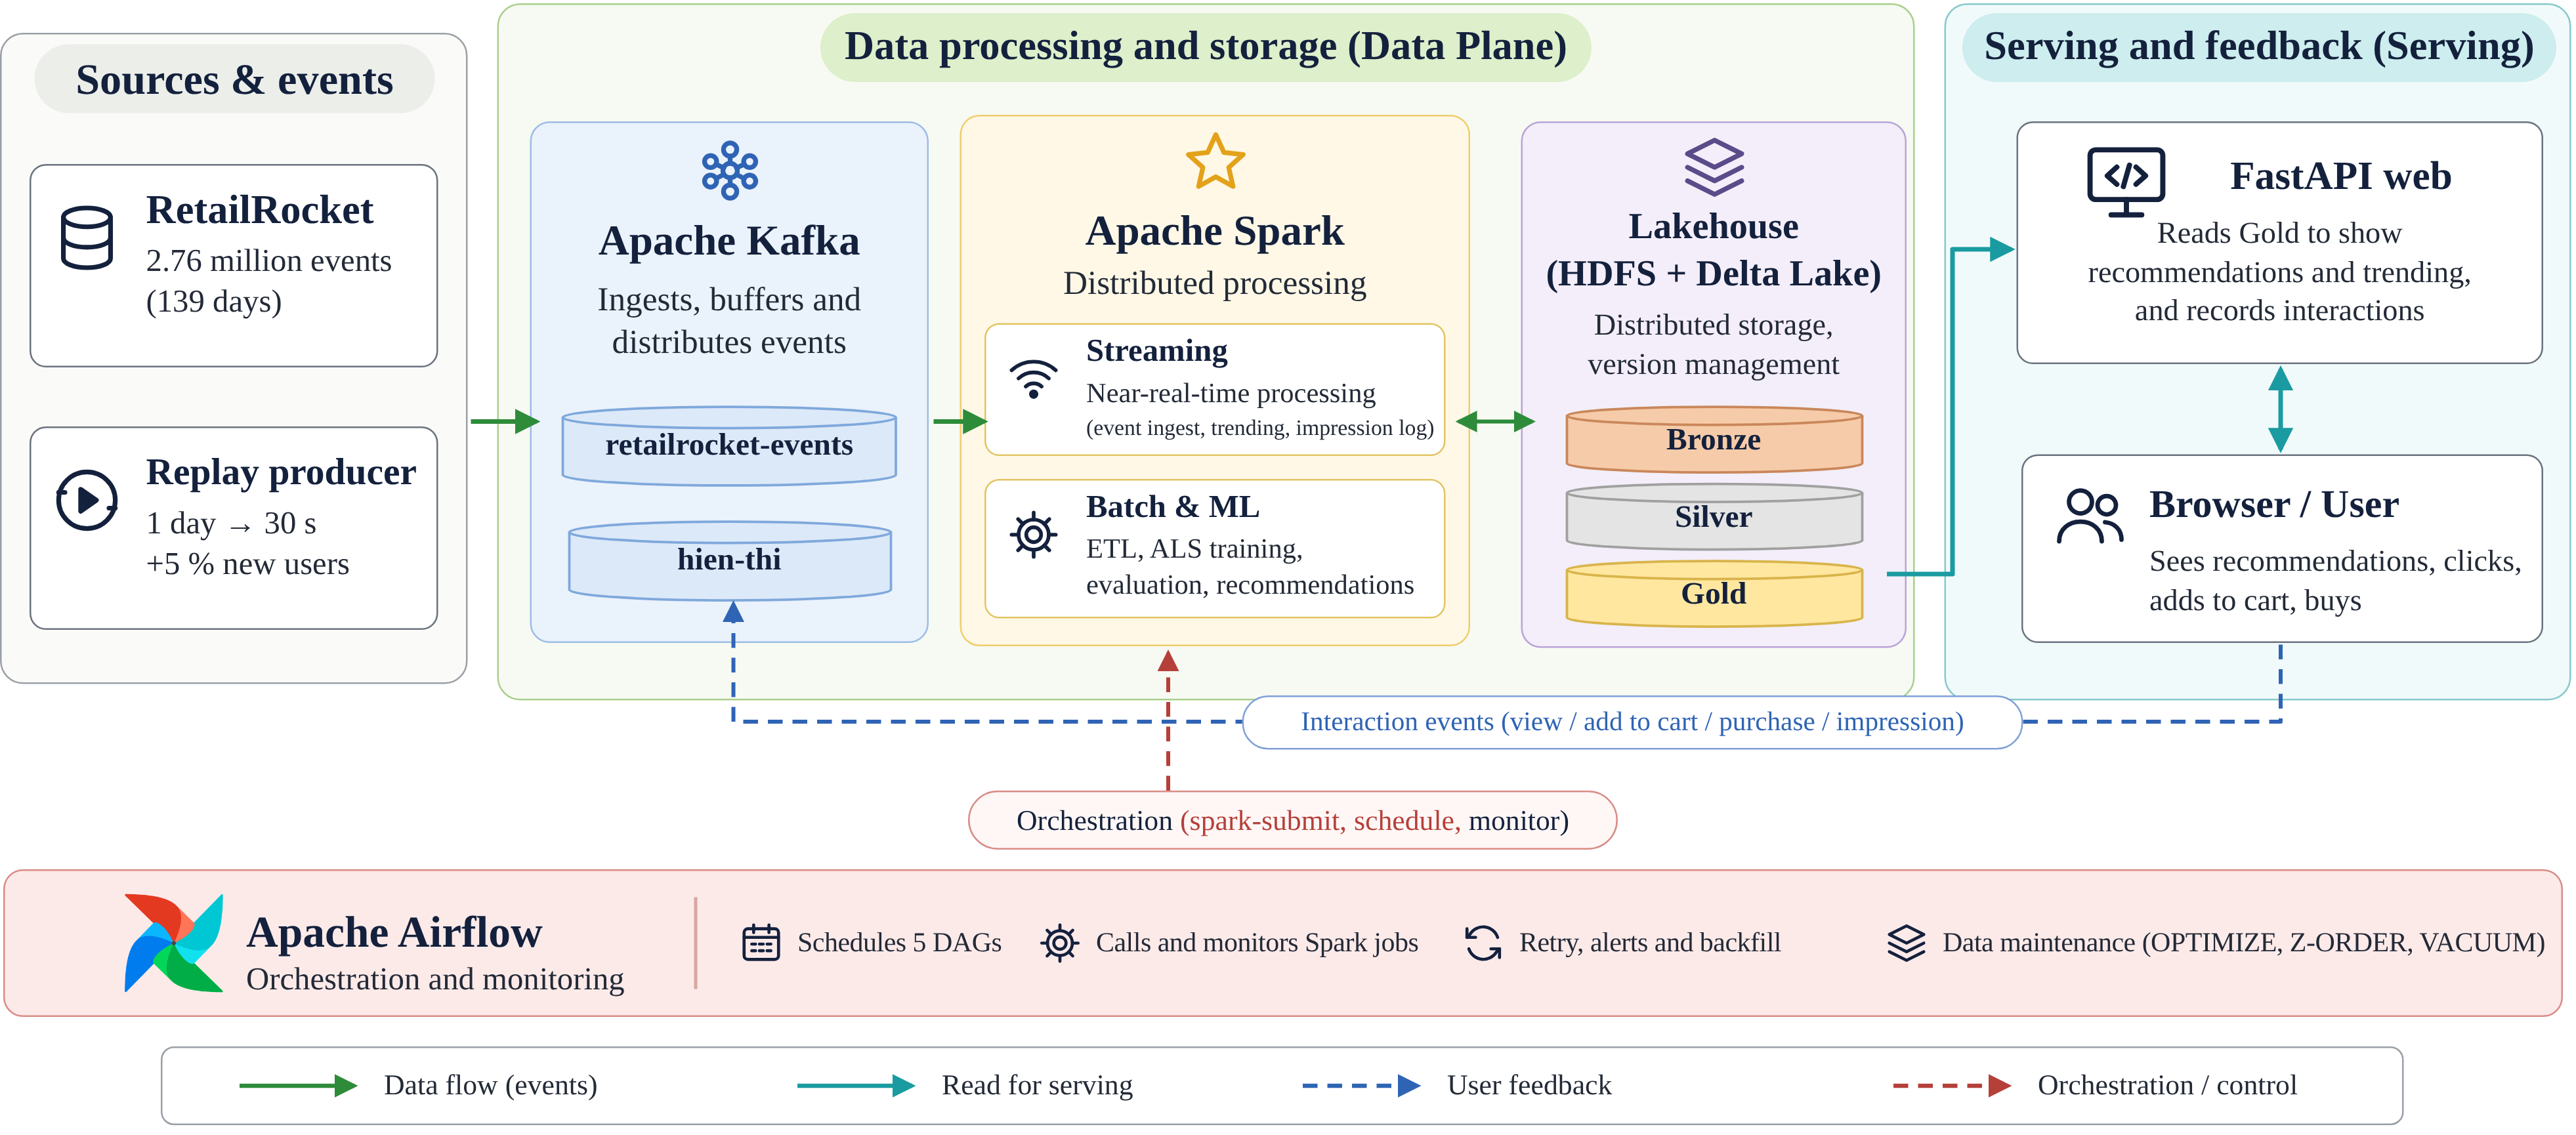 Sources & events
RetailRocket
2.76 million events
(139 days)
Replay producer
1 day → 30 s
+5 % new users
Data processing and storage (Data Plane)
Apache Kafka
Ingests, buffers and
distributes events
retailrocket-events
hien-thi
Apache Spark
Distributed processing
Streaming
Near-real-time processing
(event ingest, trending, impression log)
Batch & ML
ETL, ALS training,
evaluation, recommendations
Lakehouse
(HDFS + Delta Lake)
Distributed storage,
version management
Bronze
Silver
Gold
Serving and feedback (Serving)
FastAPI web
Reads Gold to show
recommendations and trending,
and records interactions
Browser / User
Sees recommendations, clicks,
adds to cart, buys
Interaction events (view / add to cart / purchase / impression)
Orchestration (spark-submit, schedule, monitor)
Apache Airflow
Orchestration and monitoring
Schedules 5 DAGs
Calls and monitors Spark jobs
Retry, alerts and backfill
Data maintenance (OPTIMIZE, Z-ORDER, VACUUM)
Data flow (events)
Read for serving
User feedback
Orchestration / control